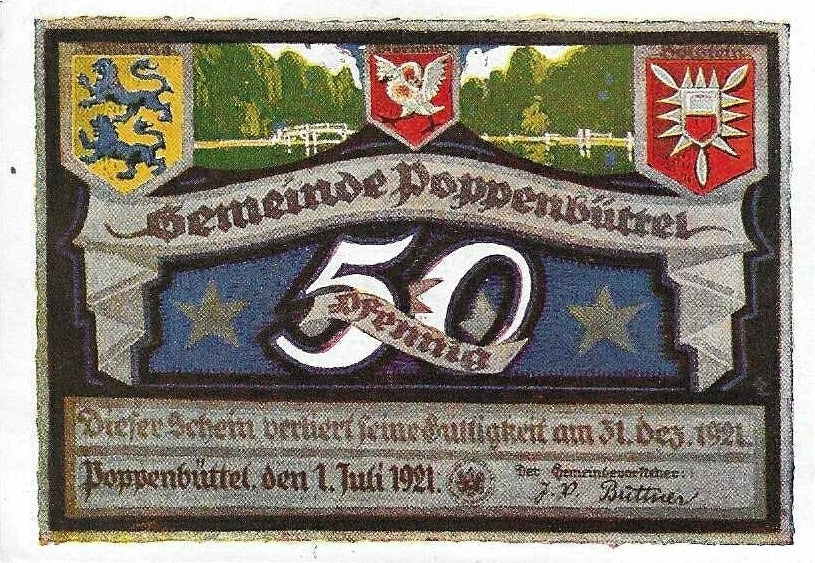 Gemeinde Poppenbüttel
50
Pfennig
Dieser Schein verliert seine Gültigkeit am 31. Dez. 1921.
Poppenbüttel, den 1. Juli 1921.
Der Gemeindevorsteher:
J. P. Büttner